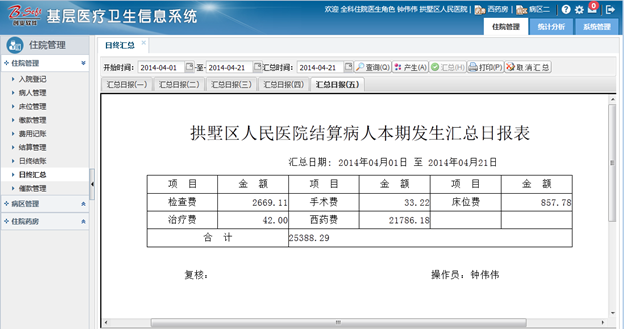 B-Soft 创业软件 基层医疗卫生信息系统
欢迎 全科住院医生角色 钟伟伟 拱墅区人民医院 | 西药房 | 病区二 0
住院管理 统计分析 系统管理
住院管理
住院管理
入院登记
病人管理
床位管理
缴款管理
费用记账
结算管理
日终结账
日终汇总
催款管理
病区管理
住院药房
日终汇总
开始时间: 2014-04-01 -至- 2014-04-21 汇总时间: 2014-04-21 查询(Q) 产生(A) 汇总(H) 打印(P) 取消汇总
汇总日报(一) 汇总日报(二) 汇总日报(三) 汇总日报(四) 汇总日报(五)
拱墅区人民医院结算病人本期发生汇总日报表
汇总日期: 2014年04月01日 至 2014年04月21日
项 目 金 额 项 目 金 额 项 目 金 额
检查费 2669.11 手术费 33.22 床位费 857.78
治疗费 42.00 西药费 21786.18
合 计 25388.29
复核: 操作员: 钟伟伟